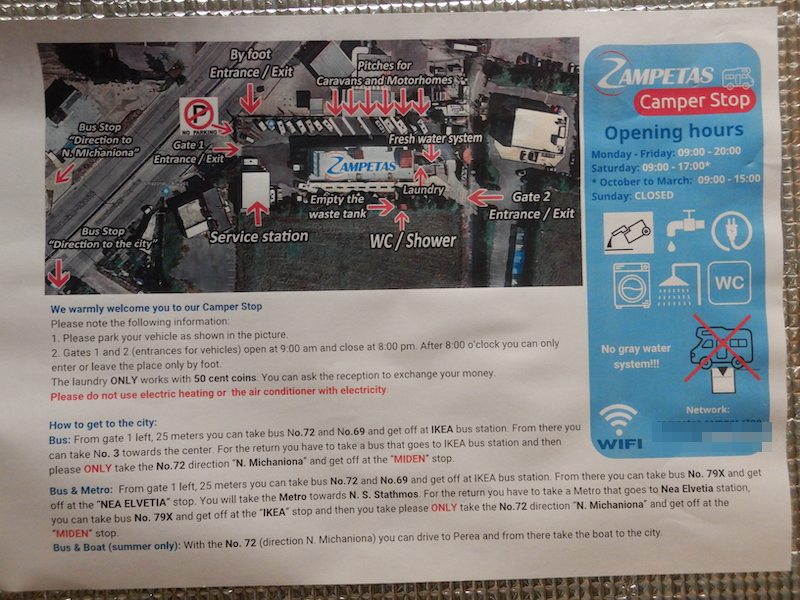 By foot
Entrance / Exit
Pitches for
Caravans and Motorhomes
NO PARKING
Bus Stop
"Direction to
N. MIchaniona"
Gate 1
Entrance / Exit
Fresh water system
ZAMPETAS
Laundry
Empty the
waste tank
Gate 2
Entrance / Exit
Bus Stop
"Direction to the city"
Service station
WC / Shower
ZAMPETAS
Camper Stop
Opening hours
Monday - Friday: 09:00 - 20:00
Saturday: 09:00 - 17:00*
* October to March: 09:00 - 15:00
Sunday: CLOSED
WC
No gray water
system!!!
WIFI
Network:
We warmly welcome you to our Camper Stop
Please note the following information:
1. Please park your vehicle as shown in the picture.
2. Gates 1 and 2 (entrances for vehicles) open at 9:00 am and close at 8:00 pm. After 8:00 o'clock you can only
enter or leave the place only by foot.
The laundry ONLY works with 50 cent coins. You can ask the reception to exchange your money.
Please do not use electric heating or the air conditioner with electricity.
How to get to the city:
Bus: From gate 1 left, 25 meters you can take bus No.72 and No.69 and get off at IKEA bus station. From there you
can take No. 3 towards the center. For the return you have to take a bus that goes to IKEA bus station and then
please ONLY take the No.72 direction "N. Michaniona" and get off at the "MIDEN" stop.
Bus & Metro: From gate 1 left, 25 meters you can take bus No.72 and No.69 and get off at IKEA bus station. From there you can take bus No. 79X and get
off at the "NEA ELVETIA" stop. You will take the Metro towards N. S. Stathmos. For the return you have to take a Metro that goes to Nea Elvetia station,
you can take bus No. 79X and get off at the "IKEA" stop and then you take please ONLY take the No.72 direction "N. Michaniona" and get off at the
"MIDEN" stop.
Bus & Boat (summer only): With the No. 72 (direction N. Michaniona) you can drive to Perea and from there take the boat to the city.